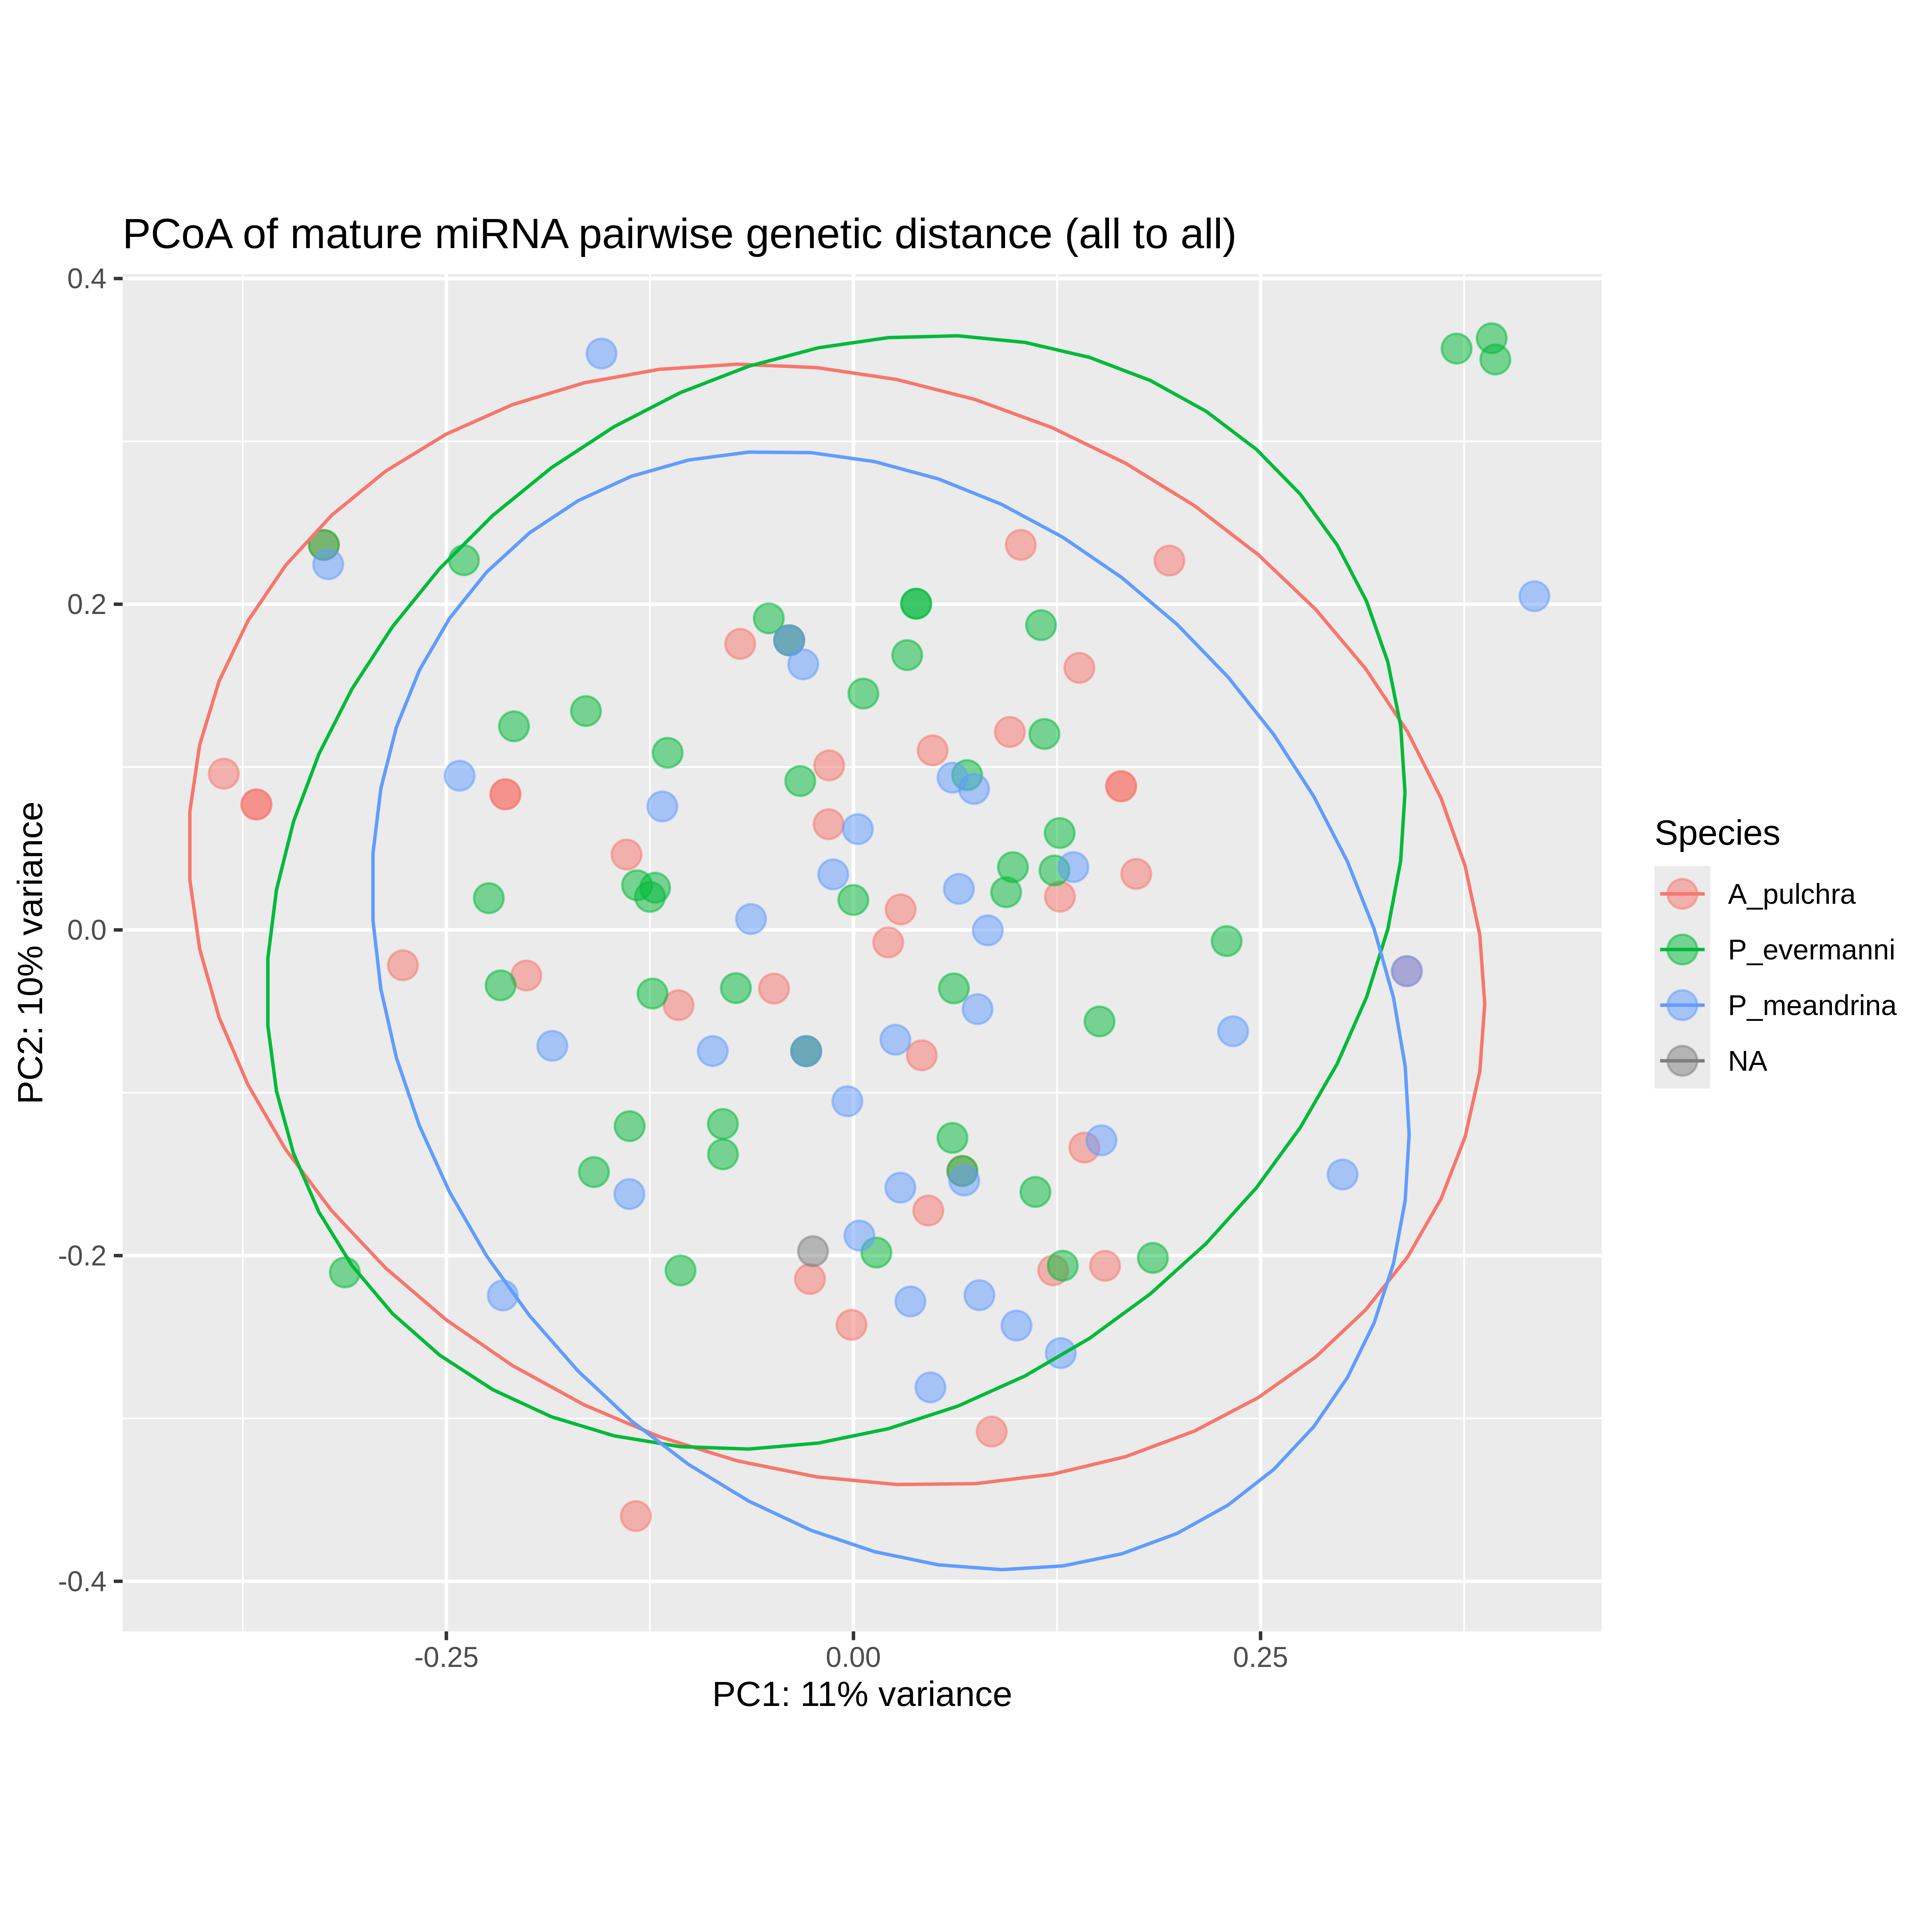 PCoA of mature miRNA pairwise genetic distance (all to all)
0.4
0.2
0.0
-0.2
-0.4
PC2: 10% variance
-0.25
0.00
0.25
PC1: 11% variance
Species
A_pulchra
P_evermanni
P_meandrina
NA